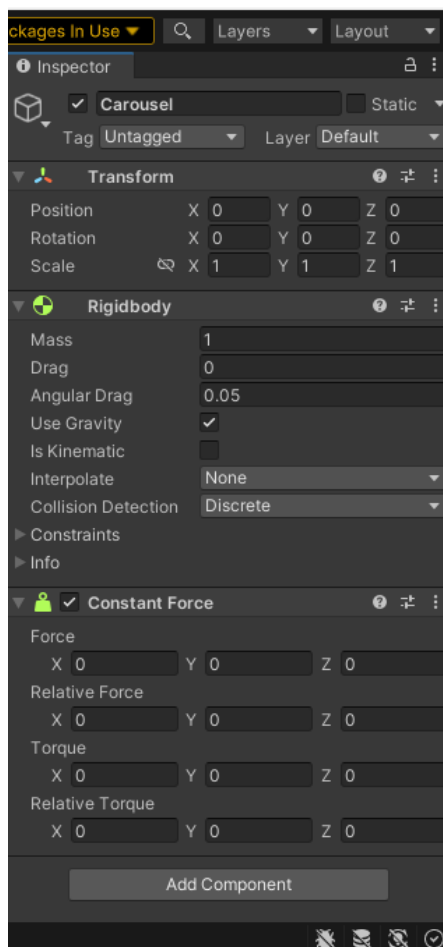 ckages In Use Layers Layout
Inspector
Carousel Static
Tag Untagged Layer Default
Transform
Position X 0 Y 0 Z 0
Rotation X 0 Y 0 Z 0
Scale X 1 Y 1 Z 1
Rigidbody
Mass 1
Drag 0
Angular Drag 0.05
Use Gravity
Is Kinematic
Interpolate None
Collision Detection Discrete
Constraints
Info
Constant Force
Force
X 0 Y 0 Z 0
Relative Force
X 0 Y 0 Z 0
Torque
X 0 Y 0 Z 0
Relative Torque
X 0 Y 0 Z 0
Add Component